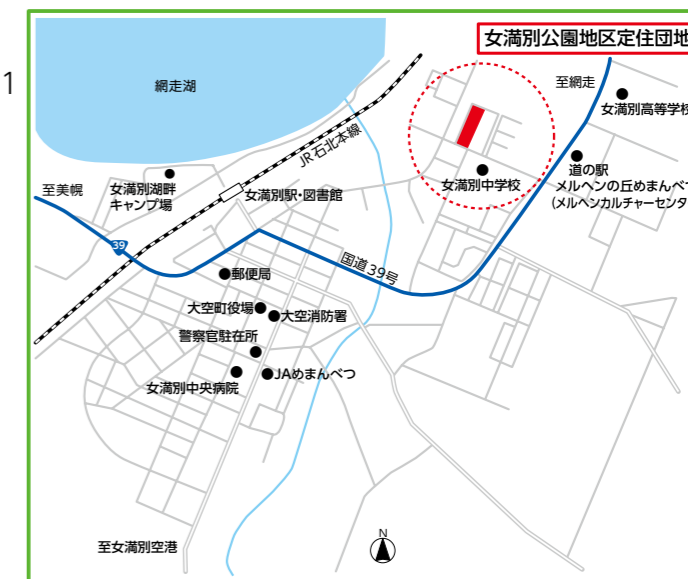 女満別公園地区定住団地
1
網走湖
至網走
女満別高等学校
JR石北本線
道の駅
メルヘンの丘めまんべつ
(メルヘンカルチャーセンタ
女満別中学校
至美幌
女満別湖畔
キャンプ場
女満別駅・図書館
39
国道39号
郵便局
大空町役場
大空消防署
警察官駐在所
女満別中央病院
JAめまんべつ
至女満別空港
N